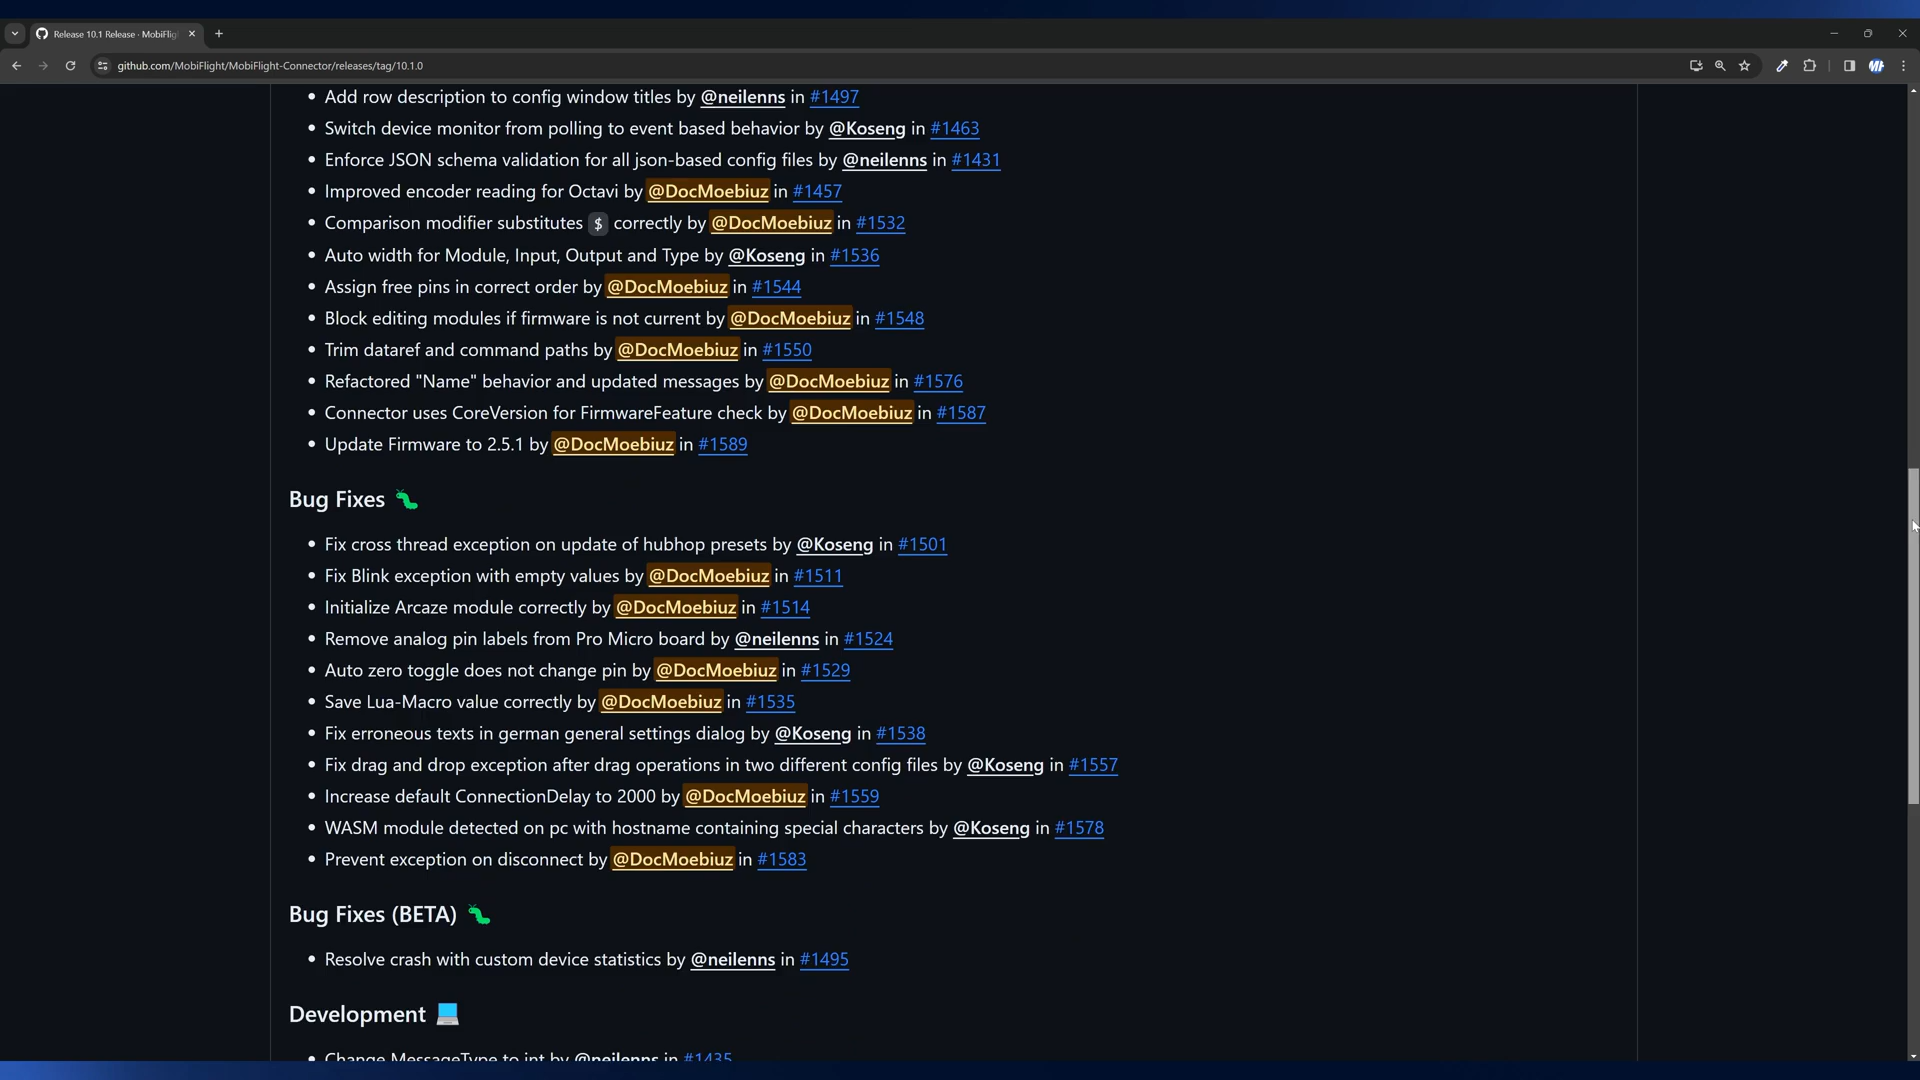 Release 10.1 Release · MobiFlig
github.com/MobiFlight/MobiFlight-Connector/releases/tag/10.1.0
Add row description to config window titles by @neilenns in #1497
Switch device monitor from polling to event based behavior by @Koseng in #1463
Enforce JSON schema validation for all json-based config files by @neilenns in #1431
Improved encoder reading for Octavi by @DocMoebiuz in #1457
Comparison modifier substitutes $ correctly by @DocMoebiuz in #1532
Auto width for Module, Input, Output and Type by @Koseng in #1536
Assign free pins in correct order by @DocMoebiuz in #1544
Block editing modules if firmware is not current by @DocMoebiuz in #1548
Trim dataref and command paths by @DocMoebiuz in #1550
Refactored "Name" behavior and updated messages by @DocMoebiuz in #1576
Connector uses CoreVersion for FirmwareFeature check by @DocMoebiuz in #1587
Update Firmware to 2.5.1 by @DocMoebiuz in #1589
Bug Fixes
Fix cross thread exception on update of hubhop presets by @Koseng in #1501
Fix Blink exception with empty values by @DocMoebiuz in #1511
Initialize Arcaze module correctly by @DocMoebiuz in #1514
Remove analog pin labels from Pro Micro board by @neilenns in #1524
Auto zero toggle does not change pin by @DocMoebiuz in #1529
Save Lua-Macro value correctly by @DocMoebiuz in #1535
Fix erroneous texts in german general settings dialog by @Koseng in #1538
Fix drag and drop exception after drag operations in two different config files by @Koseng in #1557
Increase default ConnectionDelay to 2000 by @DocMoebiuz in #1559
WASM module detected on pc with hostname containing special characters by @Koseng in #1578
Prevent exception on disconnect by @DocMoebiuz in #1583
Bug Fixes (BETA)
Resolve crash with custom device statistics by @neilenns in #1495
Development
Change MessageType to int by @neilenns in #1435